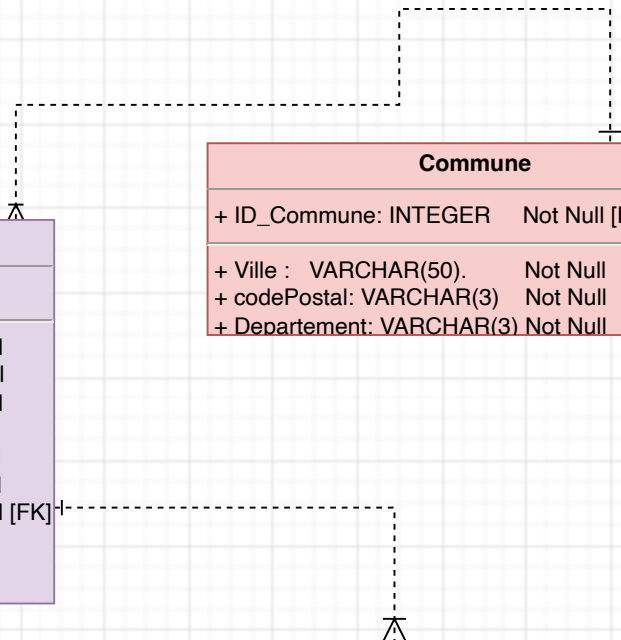 Commune
+ ID_Commune: INTEGER Not Null [
+ Ville : VARCHAR(50). Not Null
+ codePostal: VARCHAR(3) Not Null
+ Departement: VARCHAR(3) Not Null
[FK]